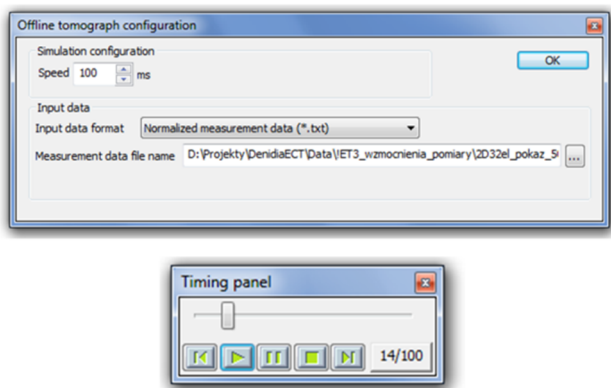 Offline tomograph configuration
Simulation configuration
Speed 100 ms
OK
Input data
Input data format Normalized measurement data (*.txt)
Measurement data file name D:\Projekty\DenidiaECT\Data\!ET3_wzmocnienia_pomiary\2D32el_pokaz_5 ...
Timing panel
14/100